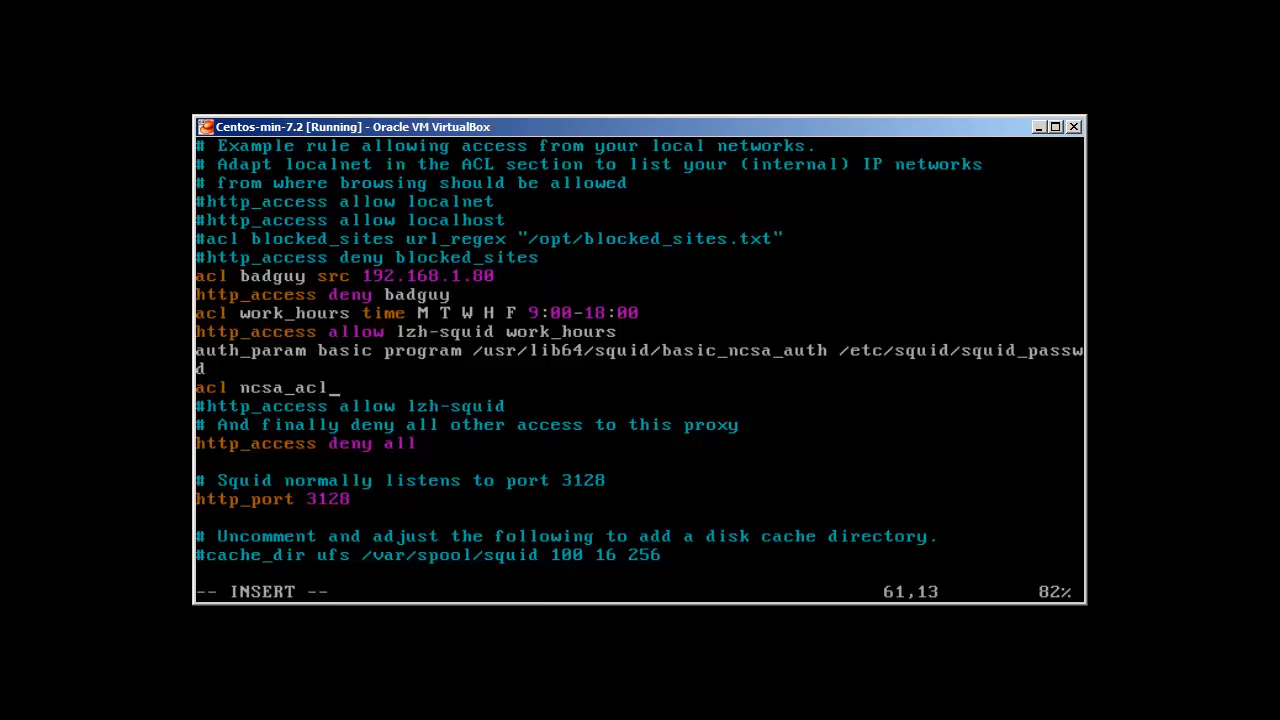 Centos-min-7.2 [Running] - Oracle VM VirtualBox
# Example rule allowing access from your local networks.
# Adapt localnet in the ACL section to list your (internal) IP networks
# from where browsing should be allowed
#http_access allow localnet
#http_access allow localhost
#acl blocked_sites url_regex "/opt/blocked_sites.txt"
#http_access deny blocked_sites
acl badguy src 192.168.1.80
http_access deny badguy
acl work_hours time M T W H F 9:00-18:00
http_access allow lzh-squid work_hours
auth_param basic program /usr/lib64/squid/basic_ncsa_auth /etc/squid/squid_passw
d
acl ncsa_acl_
#http_access allow lzh-squid
# And finally deny all other access to this proxy
http_access deny all
# Squid normally listens to port 3128
http_port 3128
# Uncomment and adjust the following to add a disk cache directory.
#cache_dir ufs /var/spool/squid 100 16 256
-- INSERT -- 61,13 82%